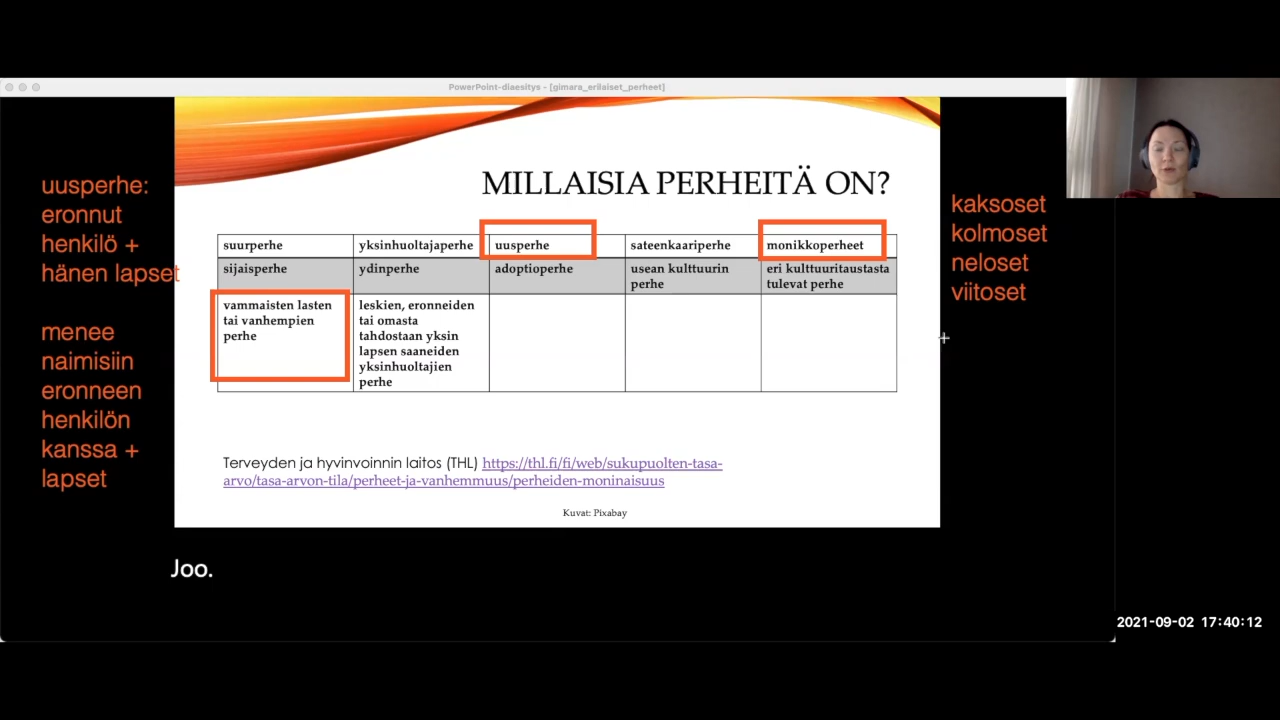 PowerPoint-diaesitys - [gimara_erilaiset_perheet]
uusperhe:
eronnut
henkilö +
hänen lapset
menee
naimisiin
eronneen
henkilön
kanssa +
lapset
MILLAISIA PERHEITÄ ON?
suurperhe
yksinhuoltajaperhe
uusperhe
sateenkaariperhe
monikkoperheet
sijaisperhe
ydinperhe
adoptioperhe
usean kulttuurin
perhe
eri kulttuuritaustasta
tulevat perhe
vammaisten lasten
tai vanhempien
perhe
leskien, eronneiden
tai omasta
tahdostaan yksin
lapsen saaneiden
yksinhuoltajien
perhe
Terveyden ja hyvinvoinnin laitos (THL) https://thl.fi/fi/web/sukupuolten-tasa-
arvo/tasa-arvon-tila/perheet-ja-vanhemmuus/perheiden-moninaisuus
Kuvat: Pixabay
kaksoset
kolmoset
neloset
viitoset
Joo.
2021-09-02 17:40:12